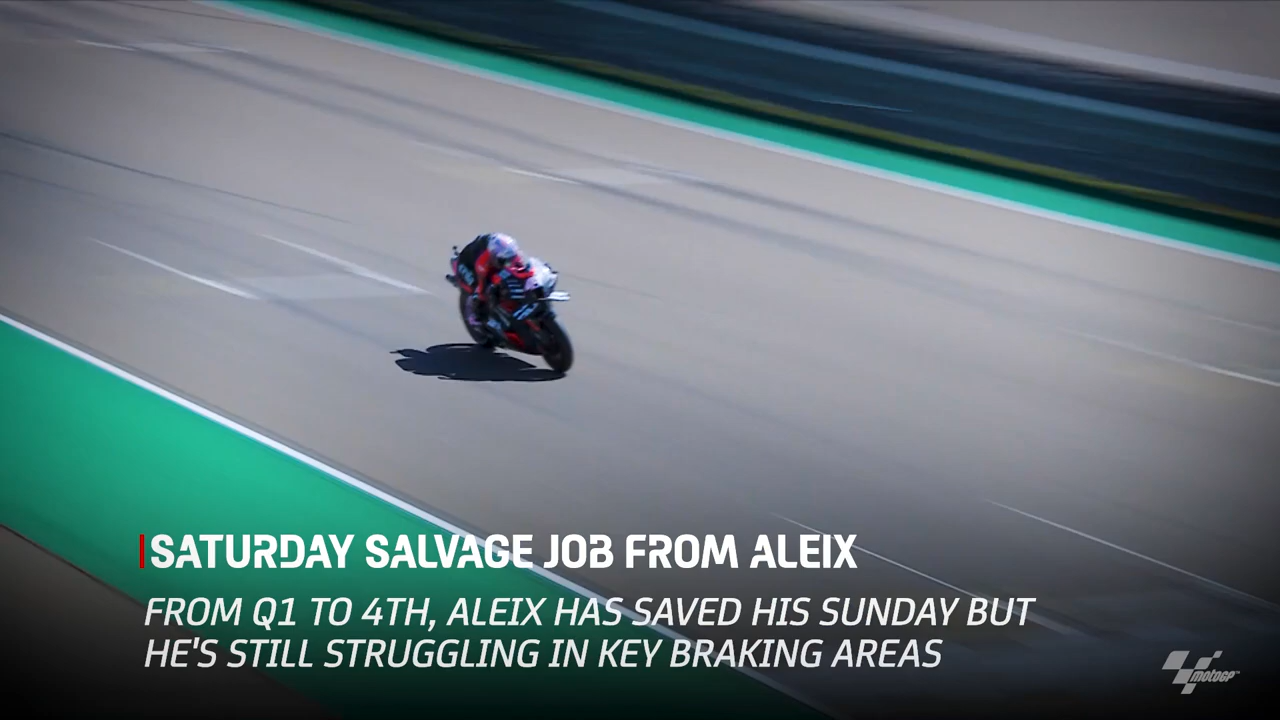 SATURDAY SALVAGE JOB FROM ALEIX
FROM Q1 TO 4TH, ALEIX HAS SAVED HIS SUNDAY BUT
HE'S STILL STRUGGLING IN KEY BRAKING AREAS
motoGP™